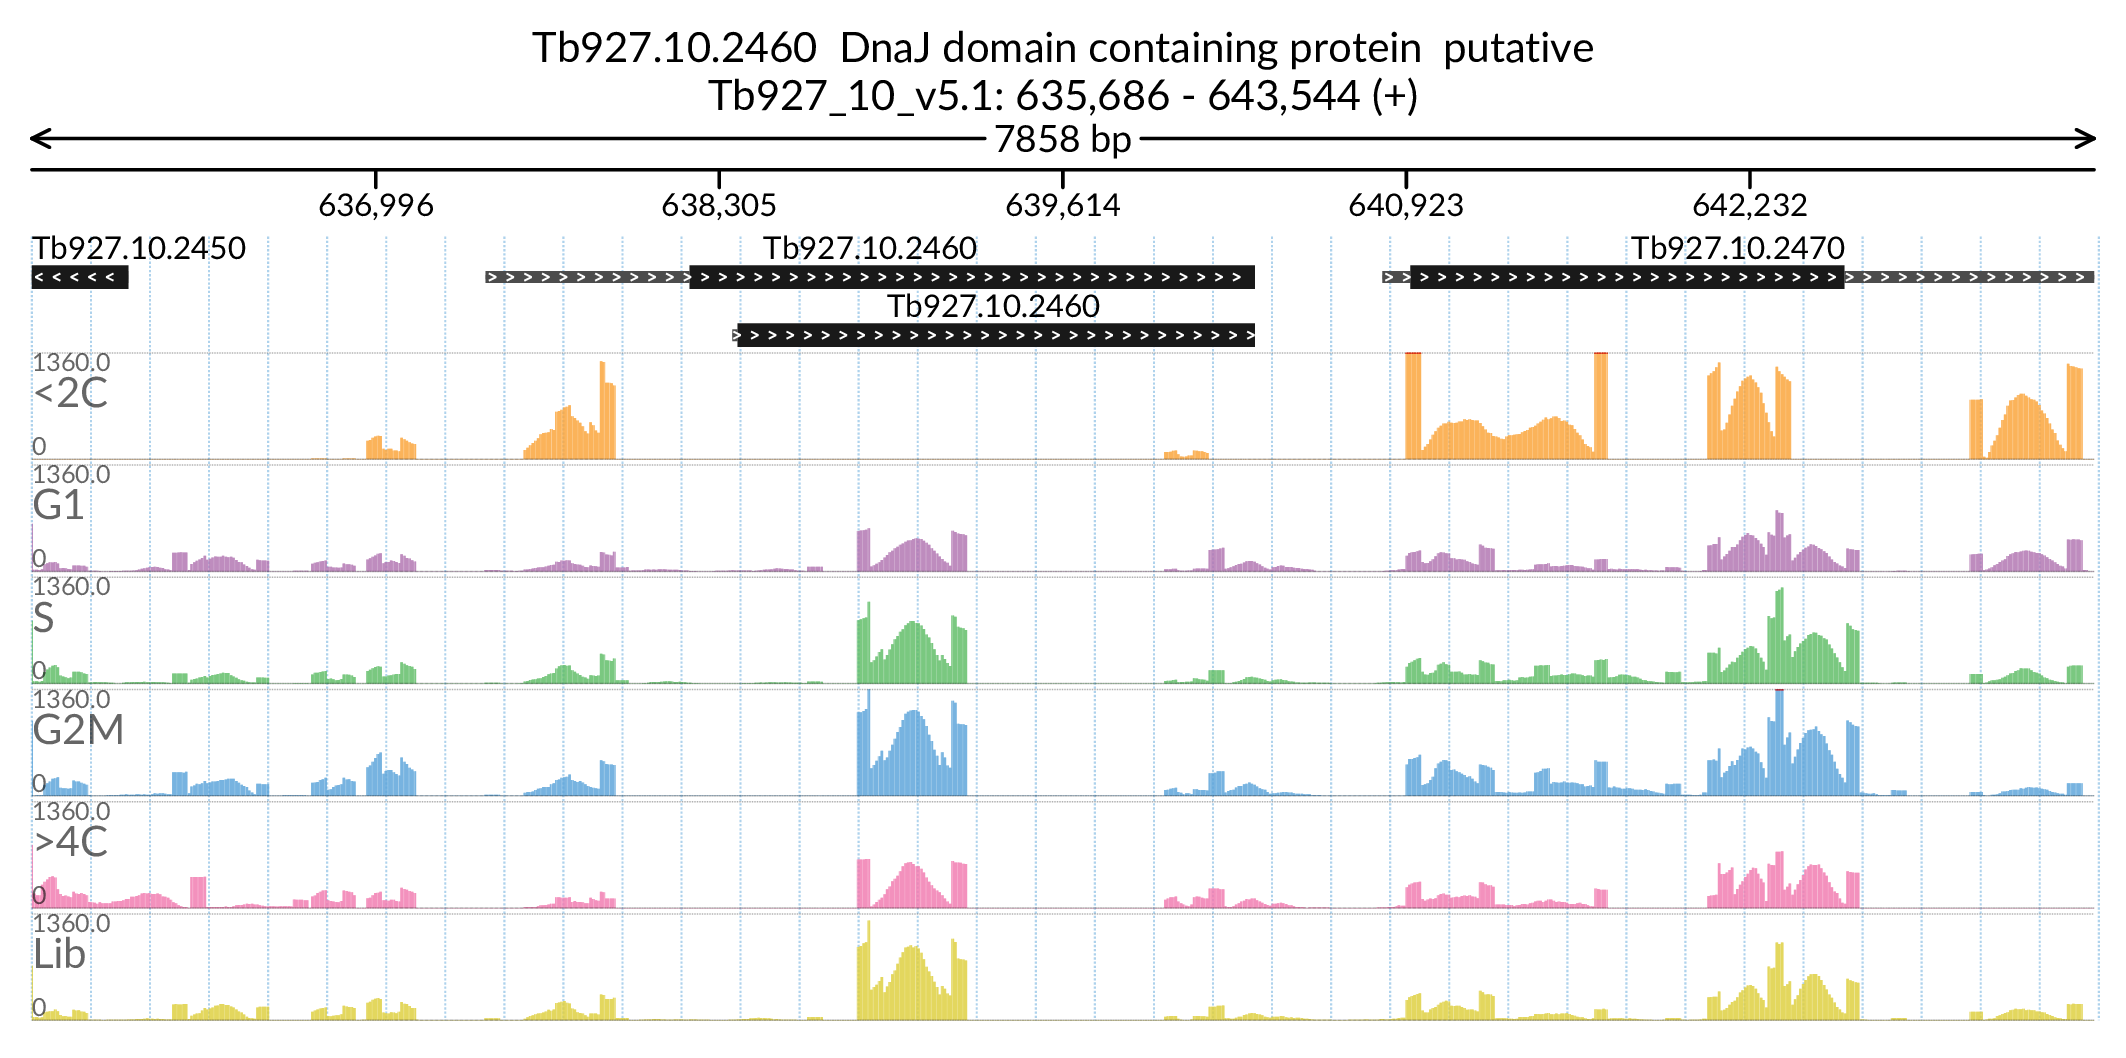 Tb927.10.2460  DnaJ domain containing protein  putative
Tb927_10_v5.1: 635,686 - 643,544 (+)
7858 bp
636,996 638,305 639,614 640,923 642,232
Tb927.10.2450 Tb927.10.2460 Tb927.10.2470
Tb927.10.2460
1360.0
<2C
0
1360.0
G1
0
1360.0
S
0
1360.0
G2M
0
1360.0
>4C
0
1360.0
Lib
0